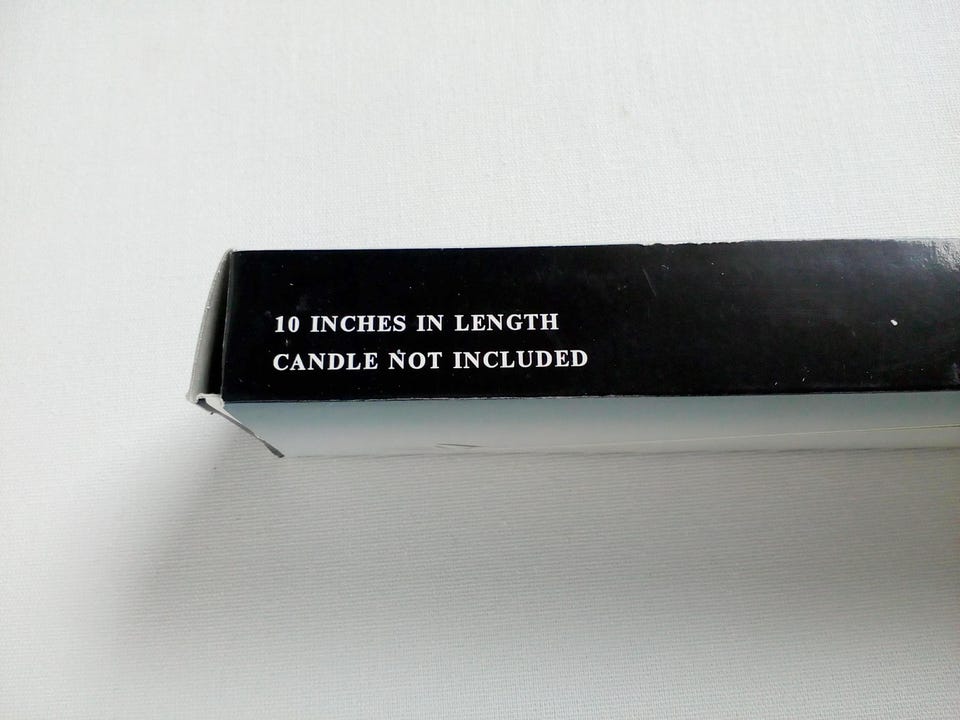 10 INCHES IN LENGTH
CANDLE NOT INCLUDED